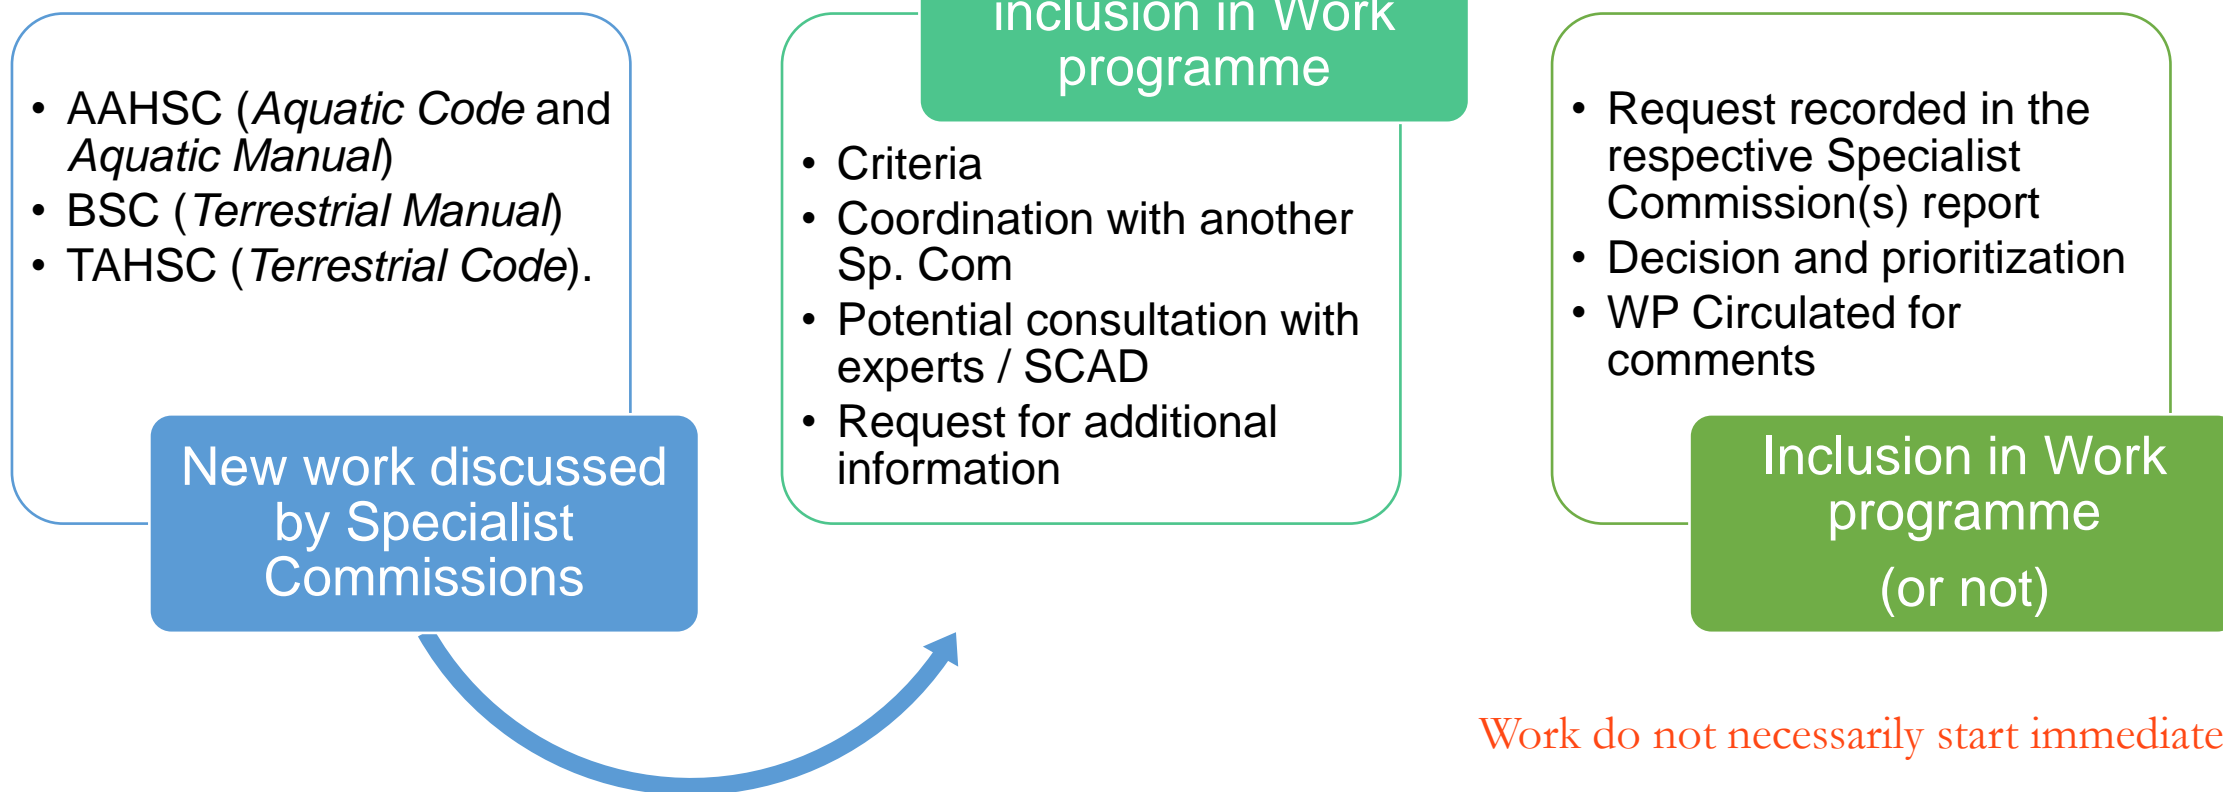 • AAHSC (Aquatic Code and
Aquatic Manual)
• BSC (Terrestrial Manual)
• TAHSC (Terrestrial Code).
New work discussed
by Specialist
Commissions
inclusion in Work
programme
• Criteria
• Coordination with another
Sp. Com
• Potential consultation with
experts / SCAD
• Request for additional
information
• Request recorded in the
respective Specialist
Commission(s) report
• Decision and prioritization
• WP Circulated for
comments
Inclusion in Work
programme
(or not)
Work do not necessarily start immediate